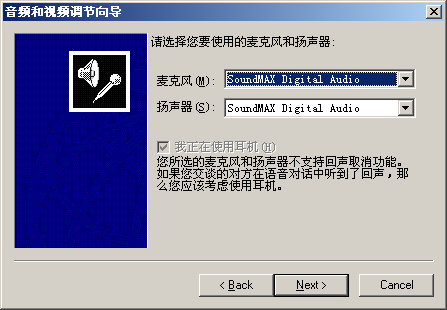 音频和视频调节向导
请选择您要使用的麦克风和扬声器:
麦克风(M): SoundMAX Digital Audio
扬声器(S): SoundMAX Digital Audio
我正在使用耳机(H)
您所选的麦克风和扬声器不支持回声取消功能。
如果您交谈的对方在语音对话中听到了回声,那
么您应该考虑使用耳机。
< Back Next > Cancel